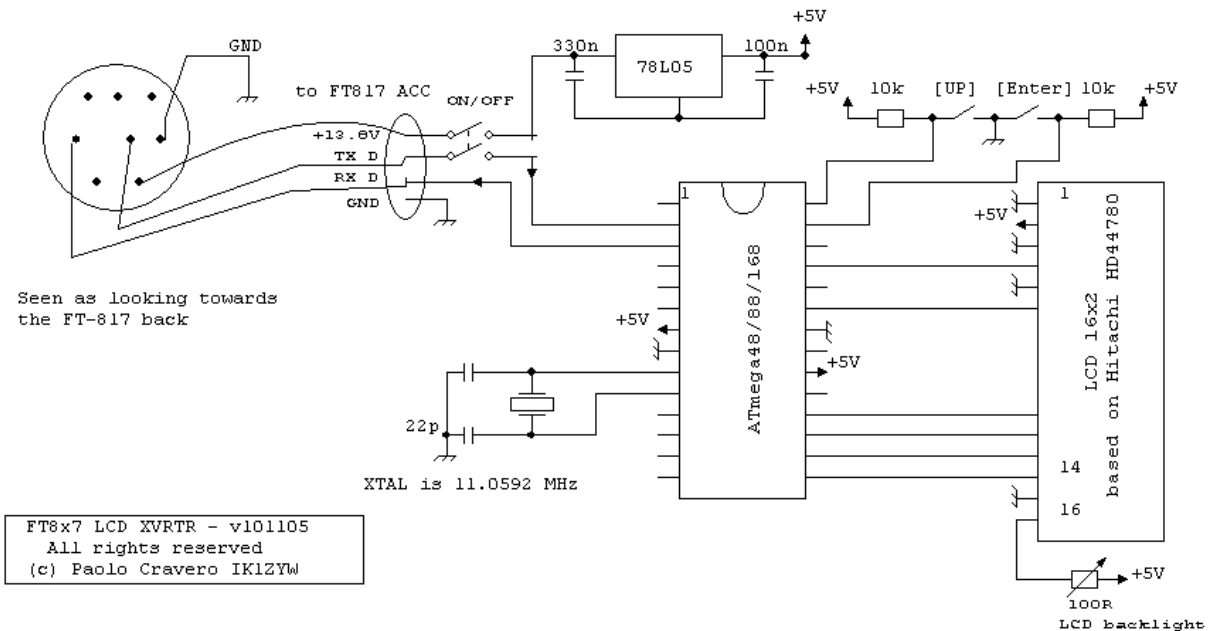 GND
to FT817 ACC
+13.8V
TX D
RX D
GND
Seen as looking towards
the FT-817 back
ON/OFF
330n
78L05
100n
+5V
+5V
10k
[UP]
[Enter]
10k
+5V
1
ATmega48/88/168
+5V
+5V
22p
XTAL is 11.0592 MHz
1
+5V
LCD 16x2
based on Hitachi HD44780
14
16
+5V
100R
LCD backlight
FT8x7 LCD XVRTR - v101105
All rights reserved
(c) Paolo Cravero IK1ZYW